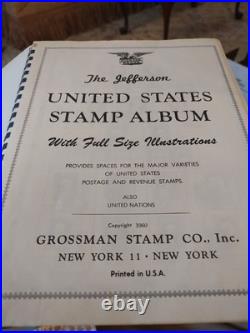 The Jefferson
UNITED STATES
STAMP ALBUM
With Full Size Illustrations
PROVIDES SPACES FOR THE MAJOR VARIETIES
OF UNITED STATES
POSTAGE AND REVENUE STAMPS.
ALSO
UNITED NATIONS
Copyright 1960
GROSSMAN STAMP CO., Inc.
NEW YORK 11 • NEW YORK
Printed in U.S.A.